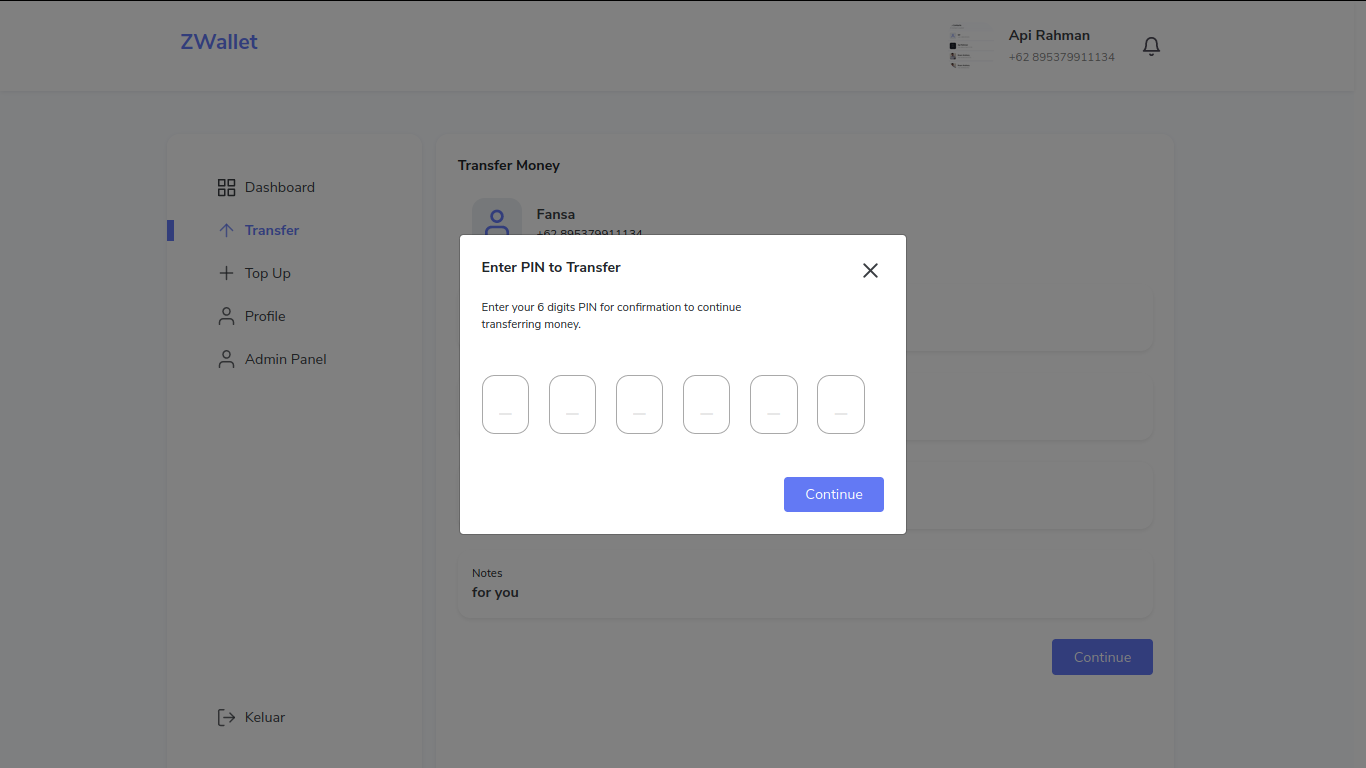 ZWallet
Api Rahman
+62 895379911134
Dashboard
Transfer
Top Up
Profile
Admin Panel
Keluar
Transfer Money
Fansa
+62 895379911134
Enter PIN to Transfer
Enter your 6 digits PIN for confirmation to continue
transferring money.
Continue
Notes
for you
Continue